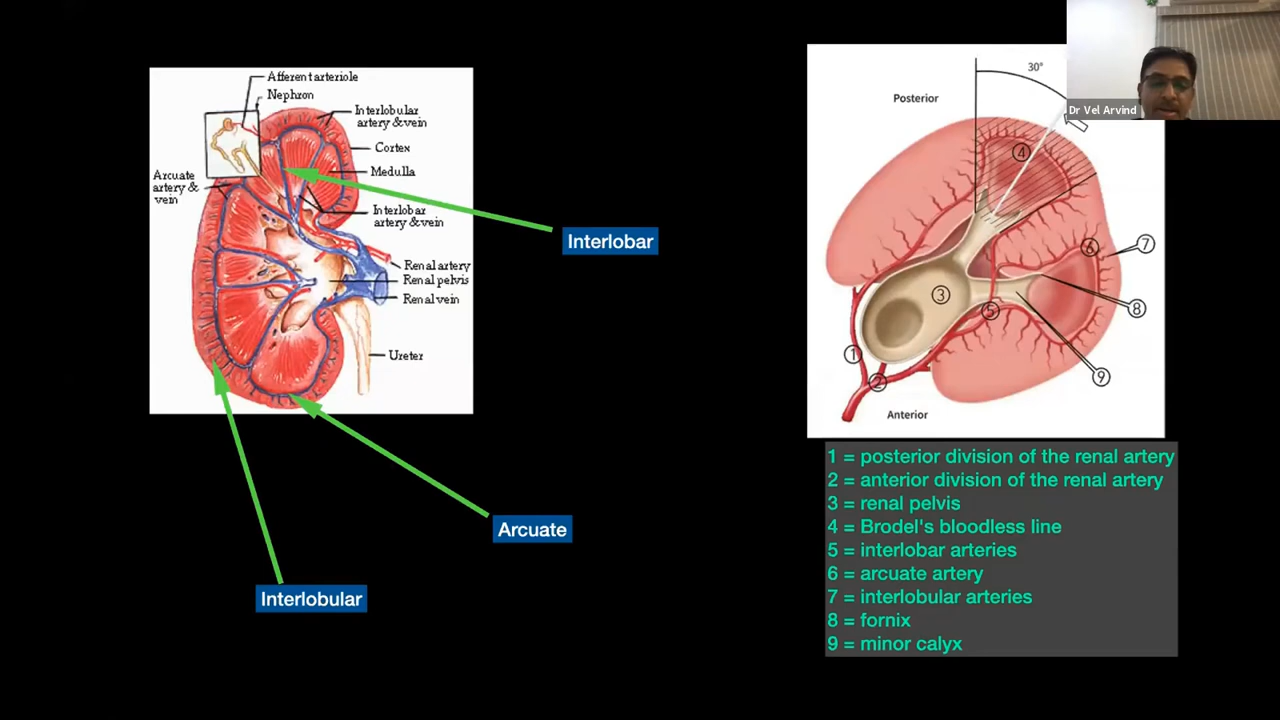 Afferent arteriole
Nephron
Interlobular
artery & vein
Cortex
Medulla
Arcuate
artery &
vein
Interlobar
artery & vein
Renal artery
Renal pelvis
Renal vein
Ureter
Interlobar
Arcuate
Interlobular
30°
Posterior
Dr Vel Arvind
4
6
7
3
8
5
1
2
9
Anterior
1 = posterior division of the renal artery
2 = anterior division of the renal artery
3 = renal pelvis
4 = Brodel's bloodless line
5 = interlobar arteries
6 = arcuate artery
7 = interlobular arteries
8 = fornix
9 = minor calyx